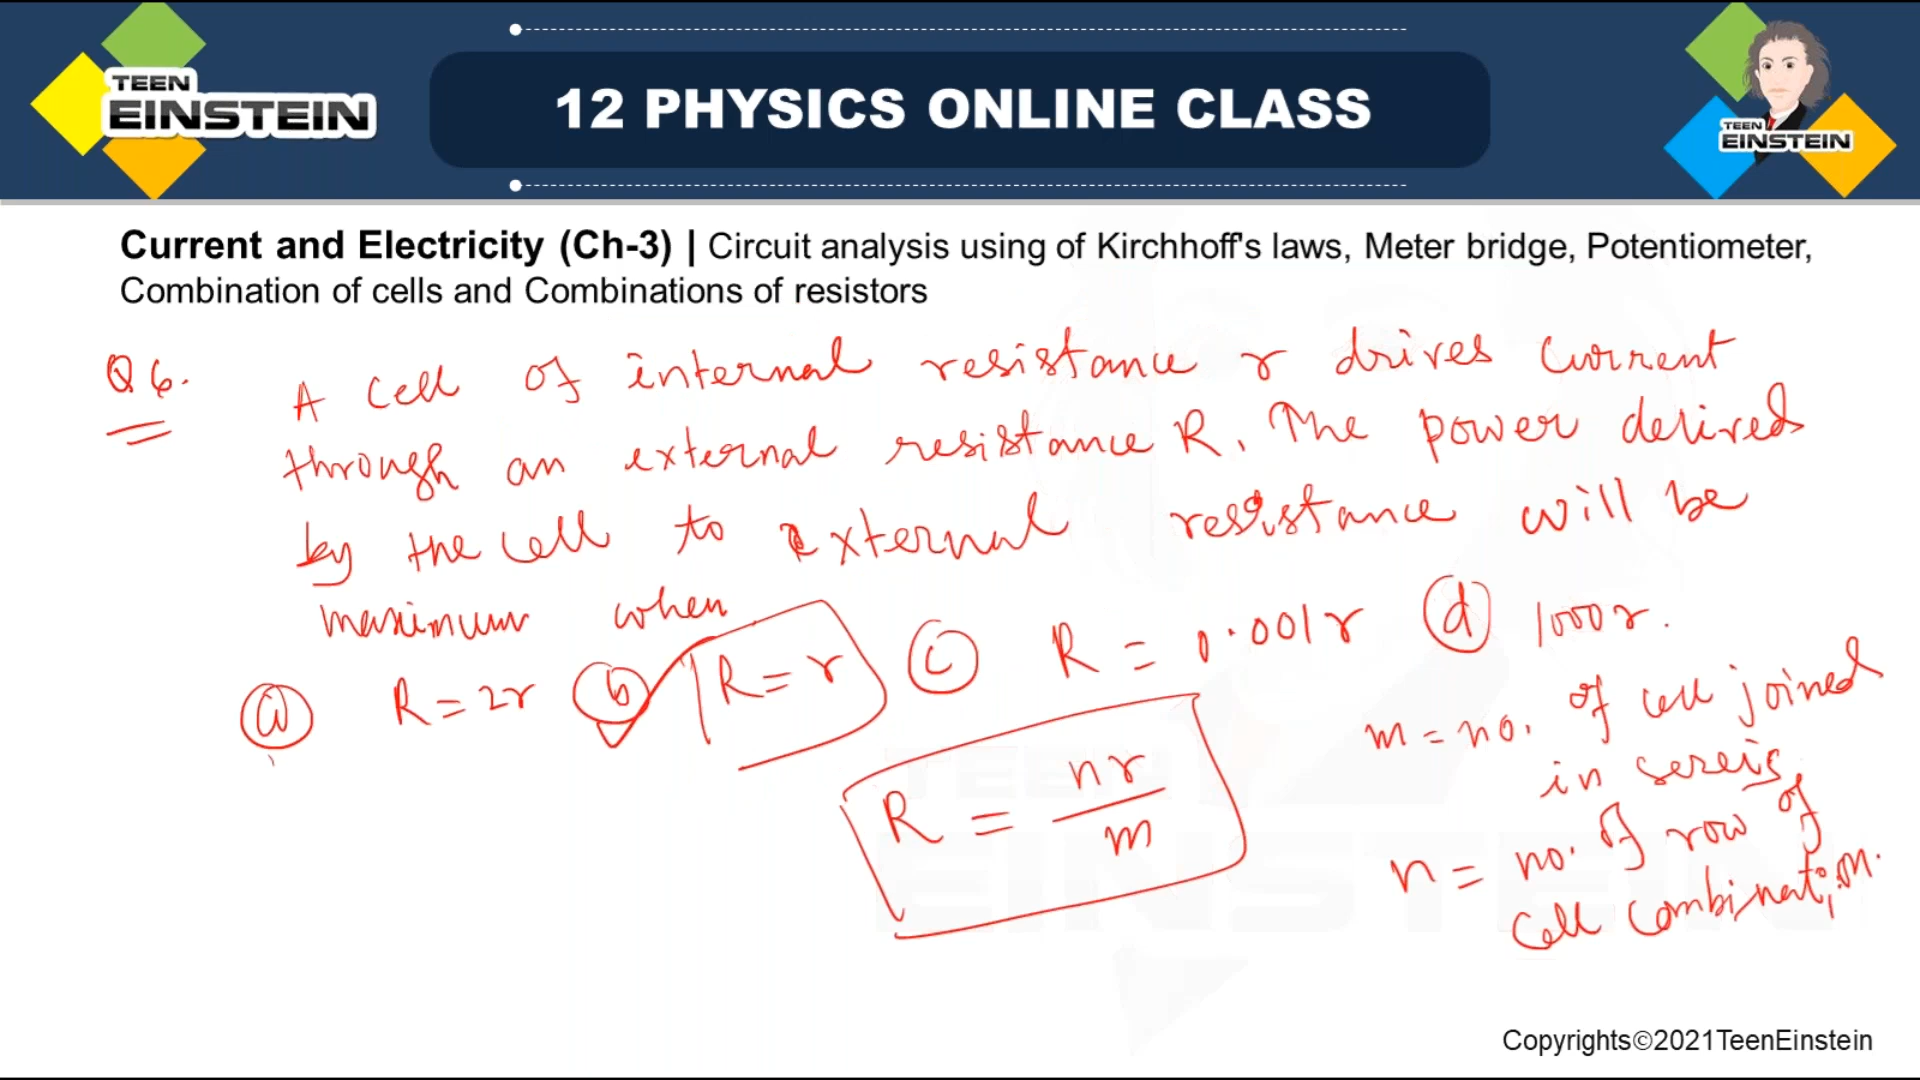 TEEN
EINSTEIN
12 PHYSICS ONLINE CLASS
TEEN
EINSTEIN
Current and Electricity (Ch-3) | Circuit analysis using of Kirchhoff's laws, Meter bridge, Potentiometer,
Combination of cells and Combinations of resistors
Q 6. A cell of internal resistance r drives current
through an external resistance R. The power delived
by the cell to external resistance will be
maximum when
(a) R = 2r (b) R = r (c) R = 0.001r (d) 1000r.
R = nr/m
m = no. of cell joined
in sereis,
n = no. of row of
cell combination.
TEEN
EINSTEIN
Copyrights©2021TeenEinstein